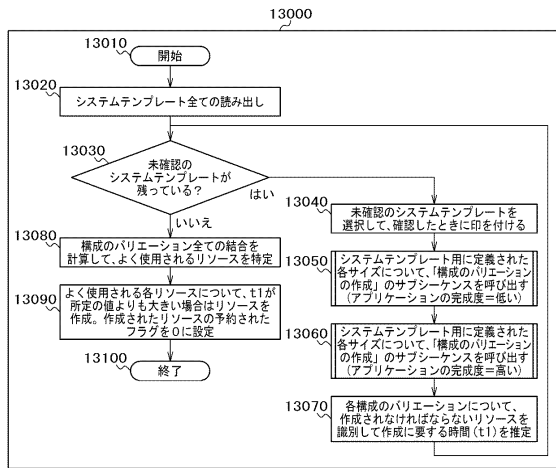 13000
13010
開始
13020
システムテンプレート全ての読み出し
13030
未確認の
システムテンプレートが
残っている？
はい
いいえ
13040
未確認のシステムテンプレートを
選択して、確認したときに印を付ける
13050
システムテンプレート用に定義された
各サイズについて、「構成のバリエーション
の作成」のサブシーケンスを呼び出す
(アプリケーションの完成度=低い)
13060
システムテンプレート用に定義された
各サイズについて、「構成のバリエーション
の作成」のサブシーケンスを呼び出す
(アプリケーションの完成度=高い)
13070
各構成のバリエーションについて、
作成されなければならないリソースを
識別して作成に要する時間(t1)を推定
13080
構成のバリエーション全ての結合を
計算して、よく使用されるリソースを特定
13090
よく使用される各リソースについて、t1が
所定の値よりも大きい場合はリソースを
作成。作成されたリソースの予約された
フラグを0に設定
13100
終了